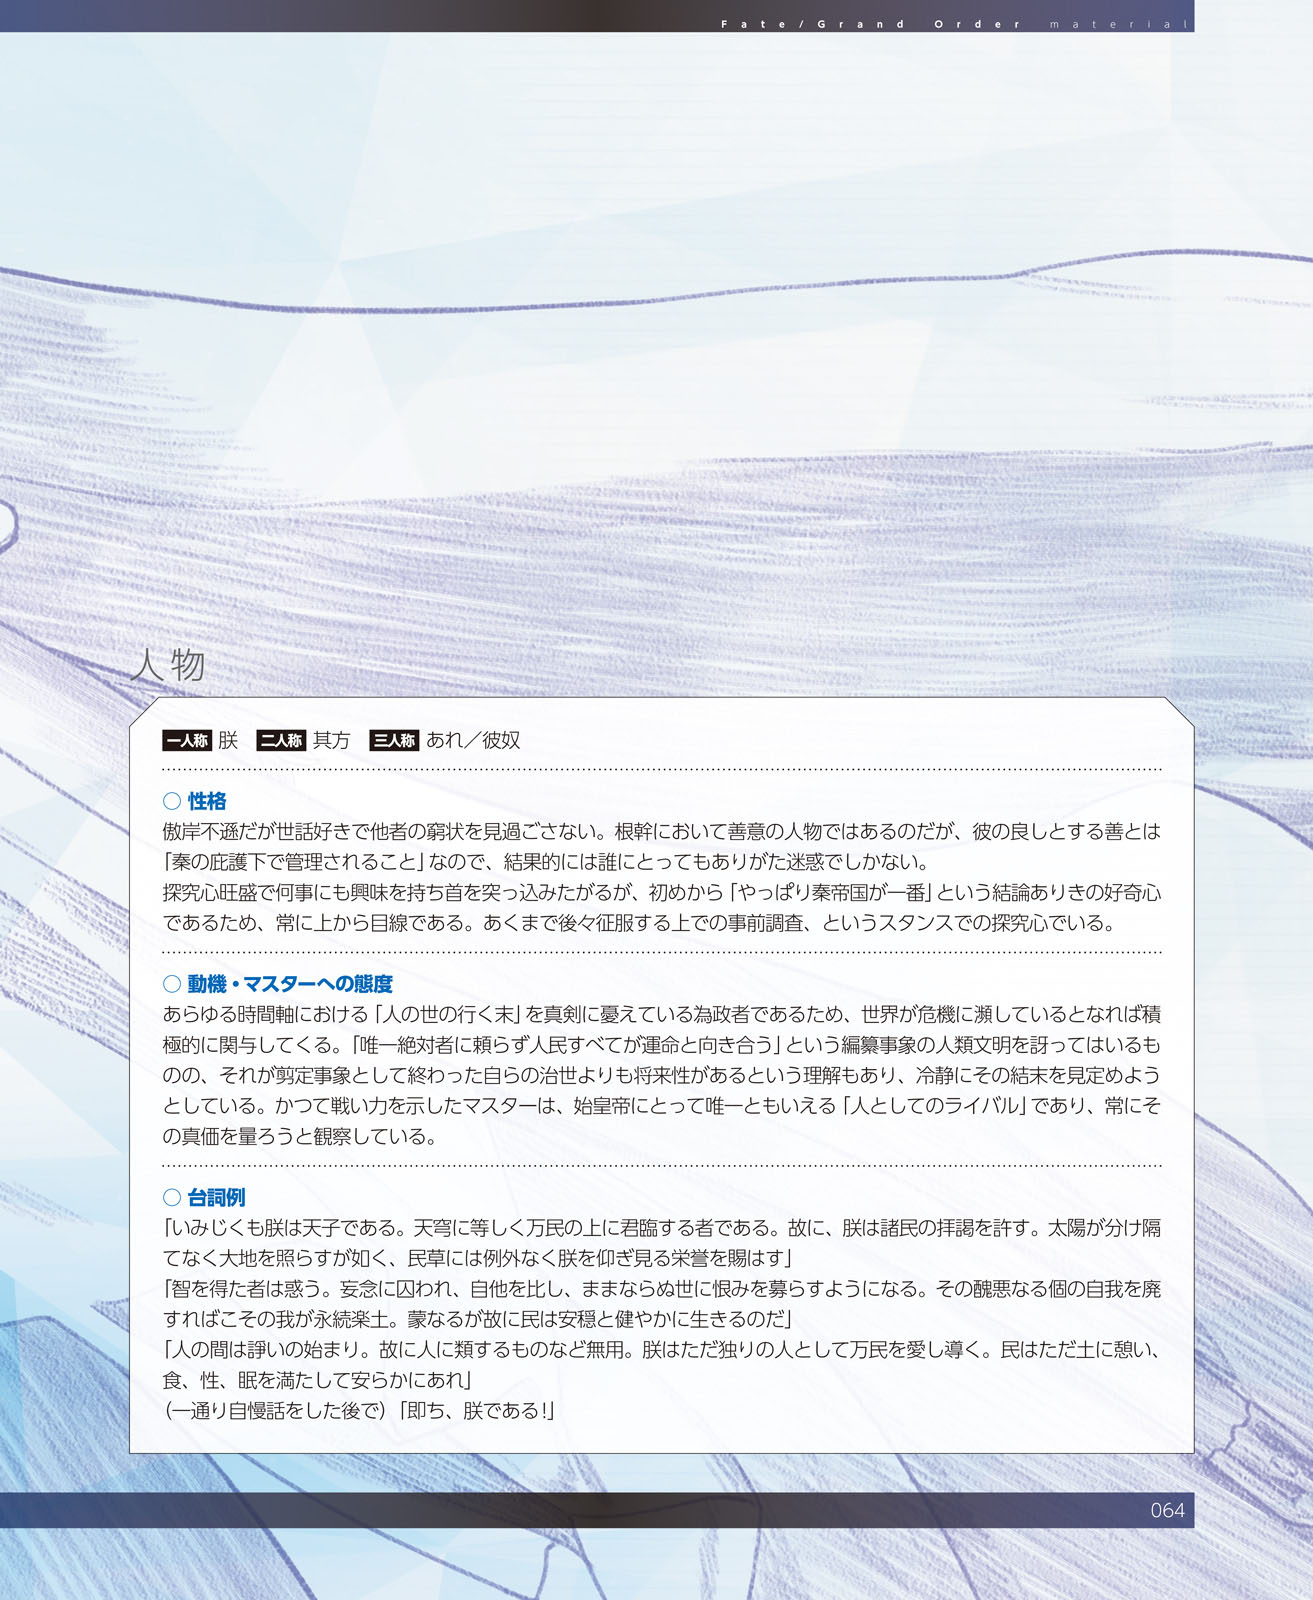 Fate/Grand Order material
人物
一人称 朕 二人称 其方 三人称 あれ／彼奴
○ 性格
傲岸不遜だが世話好きで他者の窮状を見過ごさない。根幹において善意の人物ではあるのだが、彼の良しとする善とは
「秦の庇護下で管理されること」なので、結果的には誰にとってもありがた迷惑でしかない。
探究心旺盛で何事にも興味を持ち首を突っ込みたがるが、初めから「やっぱり秦帝国が一番」という結論ありきの好奇心
であるため、常に上から目線である。あくまで後々征服する上での事前調査、というスタンスでの探究心でいる。
○ 動機・マスターへの態度
あらゆる時間軸における「人の世の行く末」を真剣に憂えている為政者であるため、世界が危機に瀕しているとなれば積
極的に関与してくる。「唯一絶対者に頼らず人民すべてが運命と向き合う」という編纂事象の人類文明を訝ってはいるも
のの、それが剪定事象として終わった自らの治世よりも将来性があるという理解もあり、冷静にその結末を見定めよう
としている。かつて戦い力を示したマスターは、始皇帝にとって唯一ともいえる「人としてのライバル」であり、常にそ
の真価を量ろうと観察している。
○ 台詞例
「いみじくも朕は天子である。天穹に等しく万民の上に君臨する者である。故に、朕は諸民の拝謁を許す。太陽が分け隔
てなく大地を照らすが如く、民草には例外なく朕を仰ぎ見る栄誉を賜はす」
「智を得た者は惑う。妄念に囚われ、自他を比し、ままならぬ世に恨みを募らすようになる。その醜悪なる個の自我を廃
すればこその我が永続楽土。蒙なるが故に民は安穏と健やかに生きるのだ」
「人の間は諍いの始まり。故に人に類するものなど無用。朕はただ独りの人として万民を愛し導く。民はただ土に憩い、
食、性、眠を満たして安らかにあれ」
（一通り自慢話をした後で）「即ち、朕である！」
064